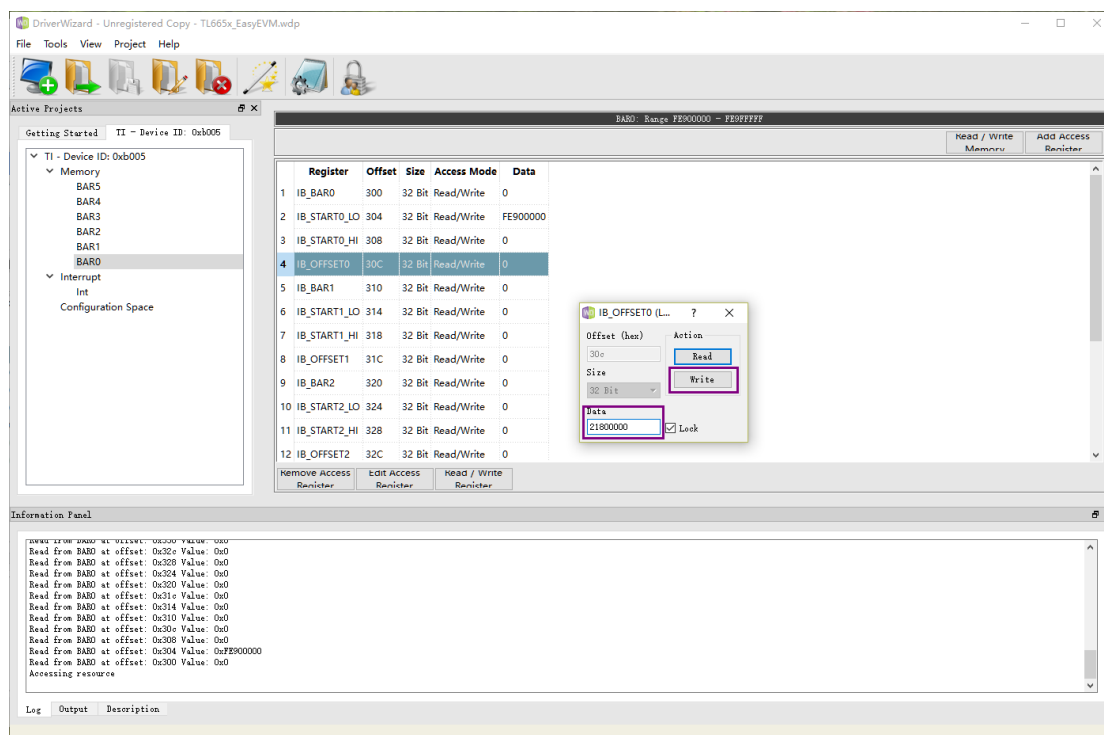 DriverWizard - Unregistered Copy - TL665x_EasyEVM.wdp
File Tools View Project Help
Active Projects
Getting Started TI - Device ID: 0xb005
TI - Device ID: 0xb005
Memory
BAR5
BAR4
BAR3
BAR2
BAR1
BAR0
Interrupt
Int
Configuration Space
BAR0: Range FE900000 - FE9FFFFF
Read / Write Memory
Add Access Register
Register Offset Size Access Mode Data
1 IB_BAR0 300 32 Bit Read/Write 0
2 IB_START0_LO 304 32 Bit Read/Write FE900000
3 IB_START0_HI 308 32 Bit Read/Write 0
4 IB_OFFSET0 30C 32 Bit Read/Write 0
5 IB_BAR1 310 32 Bit Read/Write 0
6 IB_START1_LO 314 32 Bit Read/Write 0
7 IB_START1_HI 318 32 Bit Read/Write 0
8 IB_OFFSET1 31C 32 Bit Read/Write 0
9 IB_BAR2 320 32 Bit Read/Write 0
10 IB_START2_LO 324 32 Bit Read/Write 0
11 IB_START2_HI 328 32 Bit Read/Write 0
12 IB_OFFSET2 32C 32 Bit Read/Write 0
IB_OFFSET0 (L... ?
Offset (hex) Action
30c Read
Size
32 Bit Write
Data
21800000 Lock
Remove Access Register
Edit Access Register
Read / Write Register
Information Panel
Read from BAR0 at offset: 0x330 Value: 0x0
Read from BAR0 at offset: 0x32c Value: 0x0
Read from BAR0 at offset: 0x328 Value: 0x0
Read from BAR0 at offset: 0x324 Value: 0x0
Read from BAR0 at offset: 0x320 Value: 0x0
Read from BAR0 at offset: 0x31c Value: 0x0
Read from BAR0 at offset: 0x314 Value: 0x0
Read from BAR0 at offset: 0x310 Value: 0x0
Read from BAR0 at offset: 0x30c Value: 0x0
Read from BAR0 at offset: 0x308 Value: 0x0
Read from BAR0 at offset: 0x304 Value: 0xFE900000
Read from BAR0 at offset: 0x300 Value: 0x0
Accessing resource
Log Output Description